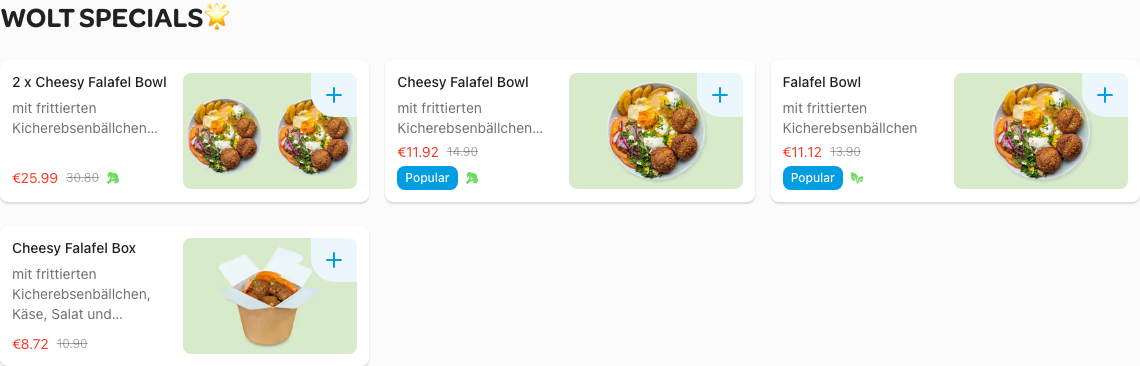 WOLT SPECIALS🌟
2 x Cheesy Falafel Bowl
mit frittierten
Kicherebsenbällchen...
€25.99 30.80
Cheesy Falafel Bowl
mit frittierten
Kicherebsenbällchen...
€11.92 14.90
Popular
Falafel Bowl
mit frittierten
Kicherebsenbällchen
€11.12 13.90
Popular
Cheesy Falafel Box
mit frittierten
Kicherebsenbällchen,
Käse, Salat und...
€8.72 10.90